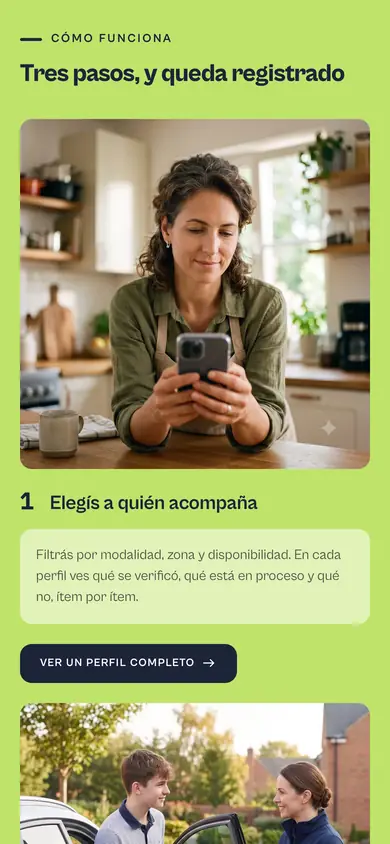 CÓMO FUNCIONA
Tres pasos, y queda registrado
1 Elegís a quién acompaña
Filtrás por modalidad, zona y disponibilidad. En cada
perfil ves qué se verificó, qué está en proceso y qué
no, ítem por ítem.
VER UN PERFIL COMPLETO →